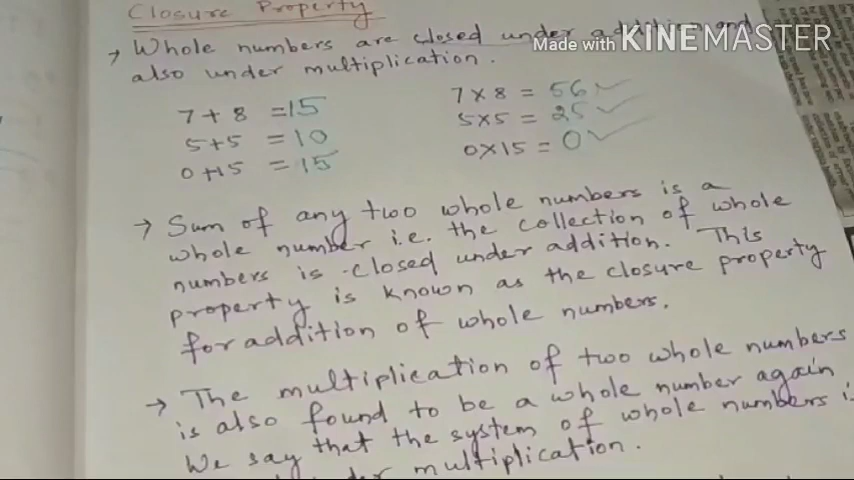 Closure Property
→ Whole numbers are closed under addition and
also under multiplication.
Made with KINEMASTER
7 + 8 = 15
5+5 = 10
0+15 = 15
7 × 8 = 56 ✓
5×5 = 25 ✓
0×15 = 0 ✓
→ Sum of any two whole numbers is a
whole number i.e. the collection of whole
numbers is closed under addition. This
property is known as the closure property
for addition of whole numbers.
→ The multiplication of two whole numbers
is also found to be a whole number again
We say that the system of whole numbers i
multiplication.